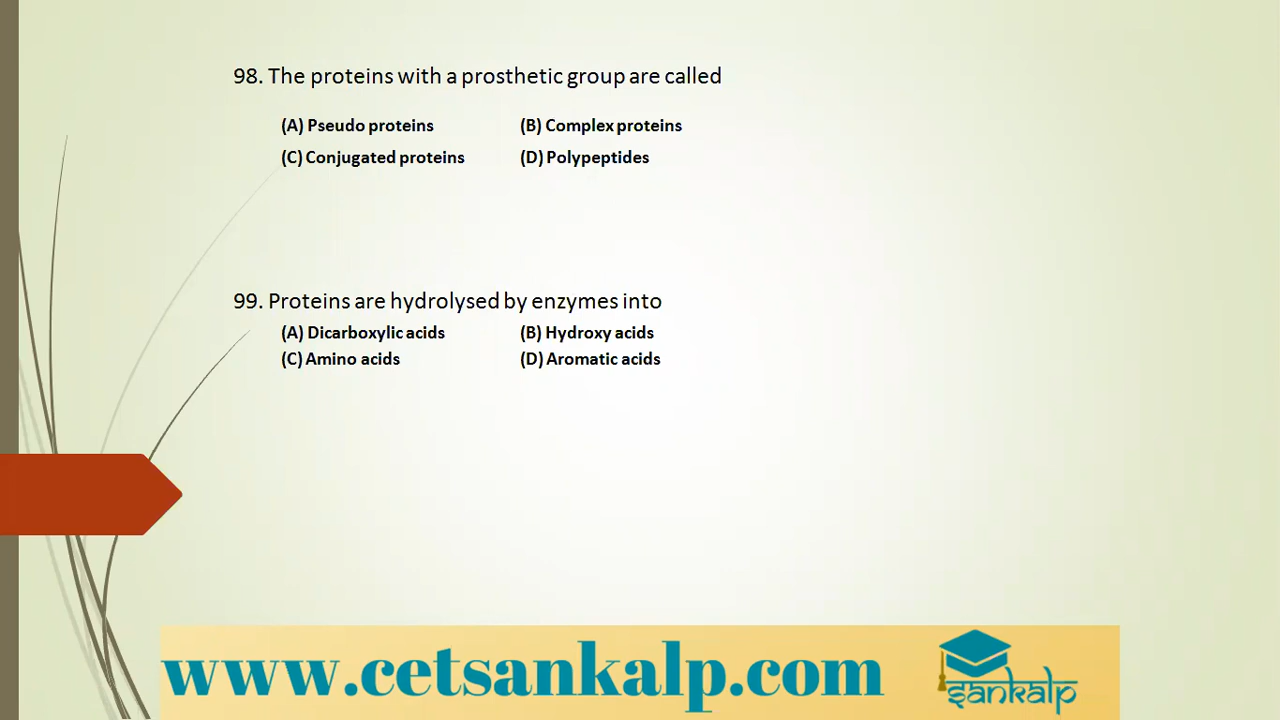 98. The proteins with a prosthetic group are called
(A) Pseudo proteins (B) Complex proteins
(C) Conjugated proteins (D) Polypeptides
99. Proteins are hydrolysed by enzymes into
(A) Dicarboxylic acids (B) Hydroxy acids
(C) Amino acids (D) Aromatic acids
www.cetsankalp.com sankalp